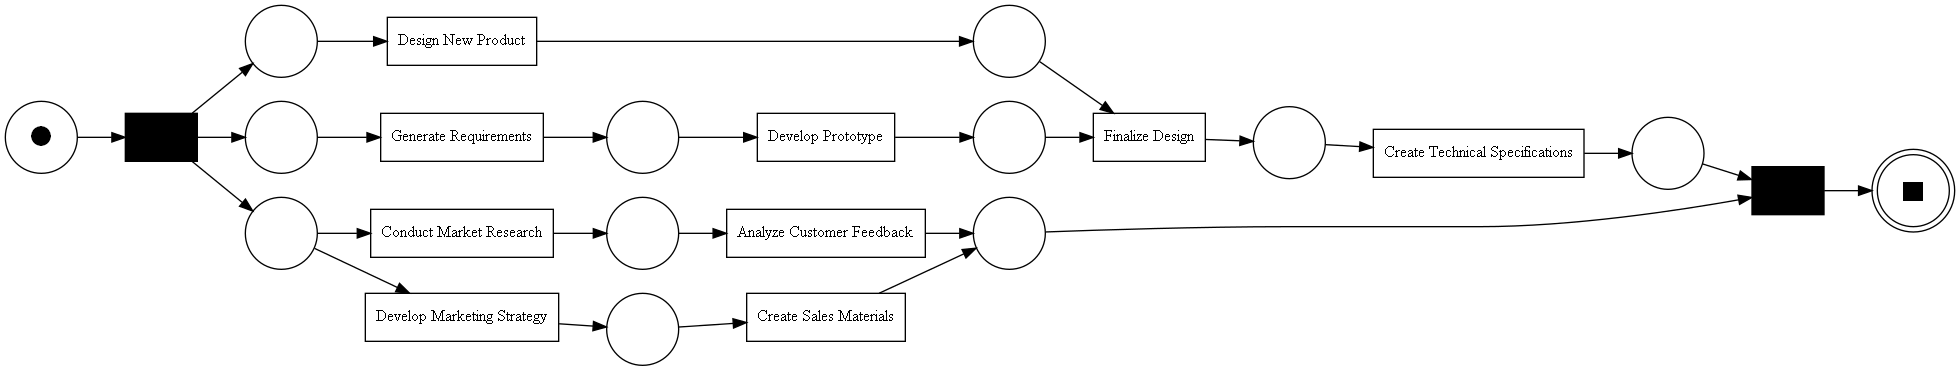 Design New Product
Generate Requirements
Develop Prototype
Finalize Design
Create Technical Specifications
Conduct Market Research
Analyze Customer Feedback
Develop Marketing Strategy
Create Sales Materials